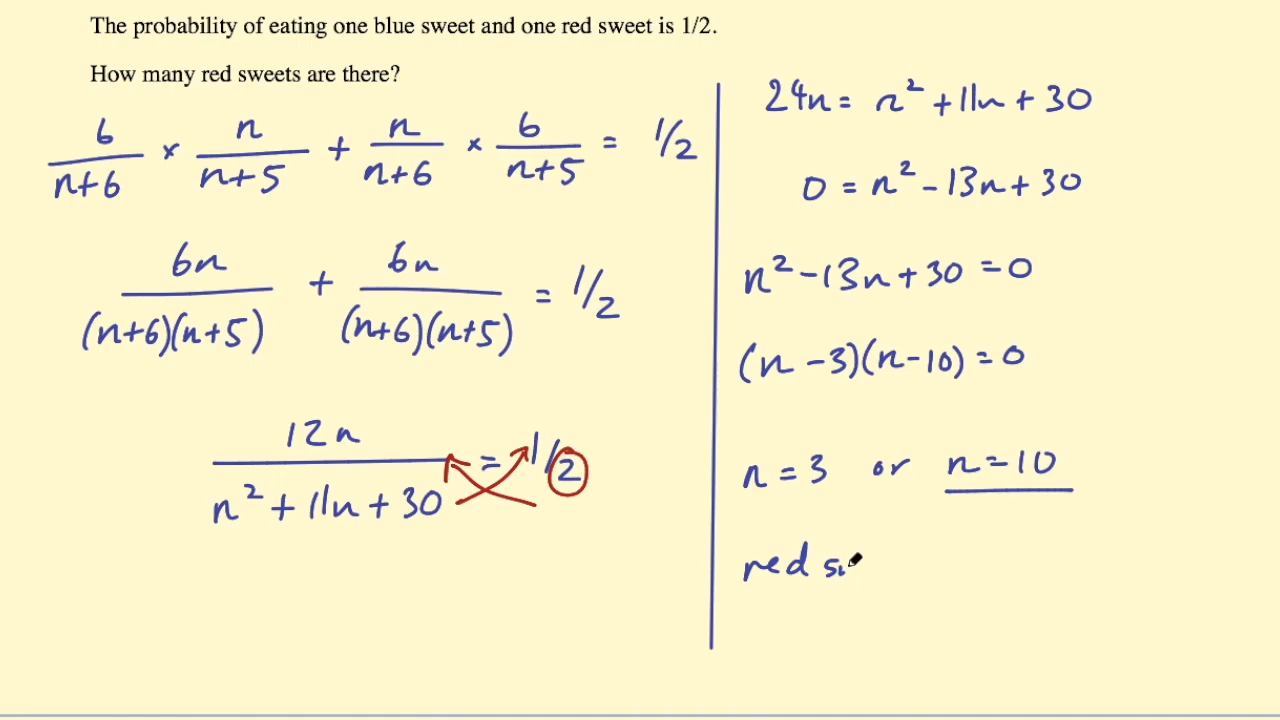 The probability of eating one blue sweet and one red sweet is 1/2.
How many red sweets are there?
6/(n+6) × n/(n+5) + n/(n+6) × 6/(n+5) = 1/2
6n/((n+6)(n+5)) + 6n/((n+6)(n+5)) = 1/2
12n/(n²+11n+30) = 1/2
24n = n²+11n+30
0 = n²-13n+30
n²-13n+30=0
(n-3)(n-10)=0
n=3 or n=10
red